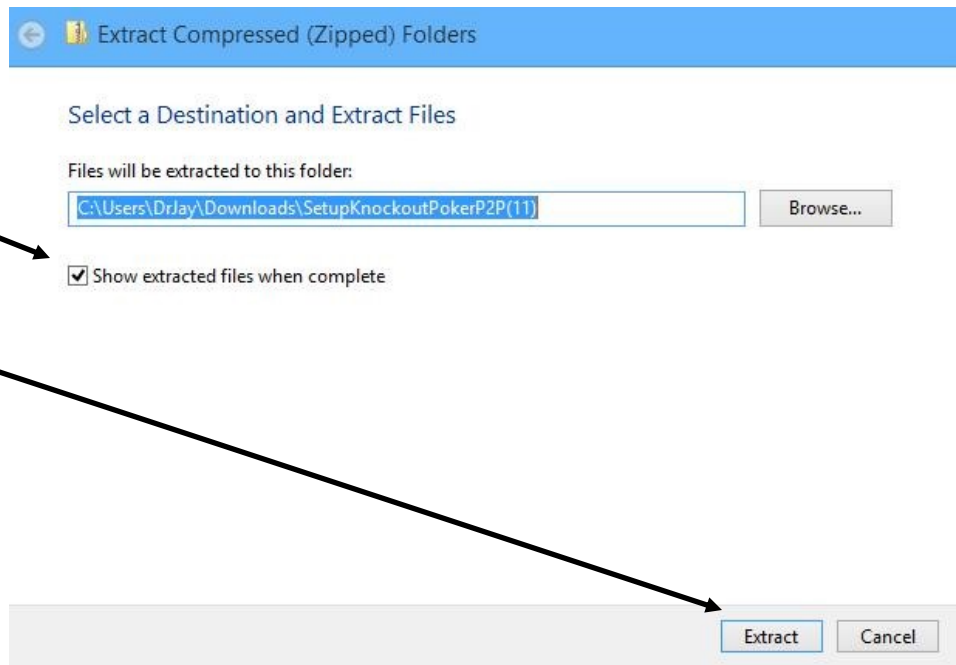 Extract Compressed (Zipped) Folders
Select a Destination and Extract Files
Files will be extracted to this folder:
C:\Users\DrJay\Downloads\SetupKnockoutPokerP2P(11)
Browse...
Show extracted files when complete
Extract
Cancel